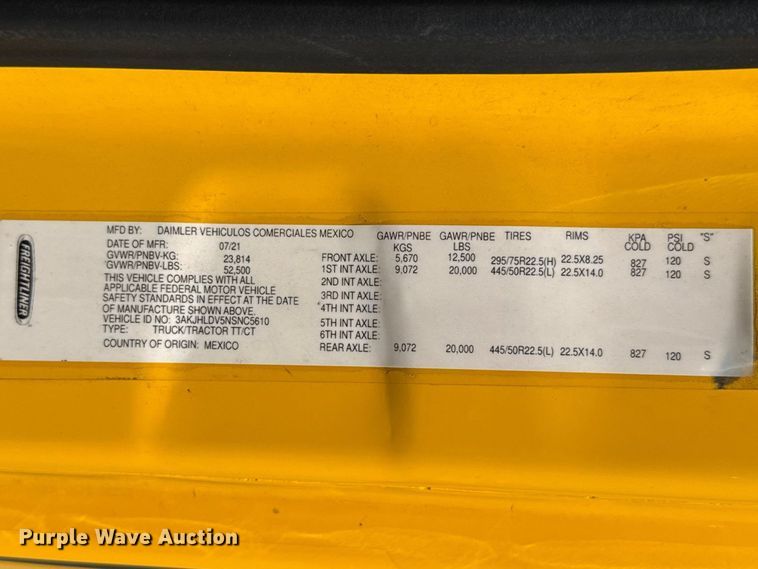 FREIGHTLINER
MFD BY: DAIMLER VEHICULOS COMERCIALES MEXICO
DATE OF MFR: 07/21
GVWR/PNBV-KG: 23,814
GVWR/PNBV-LBS: 52,500
THIS VEHICLE COMPLIES WITH ALL
APPLICABLE FEDERAL MOTOR VEHICLE
SAFETY STANDARDS IN EFFECT AT THE DATE
OF MANUFACTURE SHOWN ABOVE.
VEHICLE ID : 3AKJHLDV5NSNC5610
TYPE: TRUCK/TRACTOR TT/CT
COUNTRY OF ORIGIN: MEXICO
GAWR/PNBE KGS GAWR/PNBE LBS TIRES RIMS KPA COLD PSI COLD "S"
FRONT AXLE: 5,670 12,500 295/75R22.5(H) 22.5X8.25 827 120 S
1ST INT AXLE: 9,072 20,000 445/50R22.5(L) 22.5X14.0 827 120 S
2ND INT AXLE:
3RD INT AXLE:
4TH INT AXLE:
5TH INT AXLE:
6TH INT AXLE:
REAR AXLE: 9,072 20,000 445/50R22.5(L) 22.5X14.0 827 120 S
Purple Wave Auction